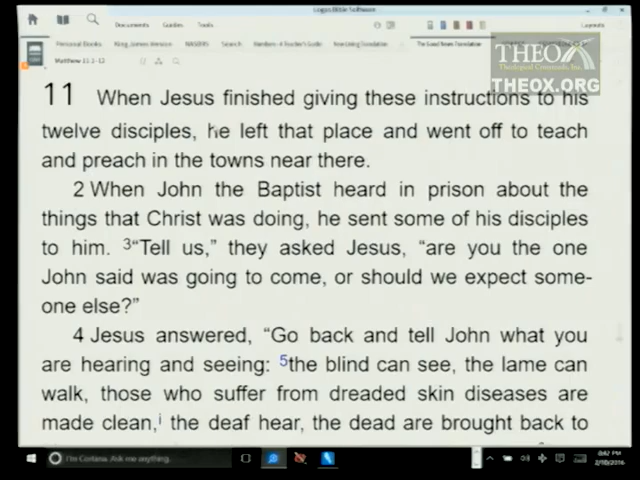 Logos Bible Software
Documents Guides Tools Layouts
Personal Books King James Version Search The Good News Translation
Matthew 11:1-12
THEOX
THEOX.ORG
11 When Jesus finished giving these instructions to his
twelve disciples, he left that place and went off to teach
and preach in the towns near there.
2 When John the Baptist heard in prison about the
things that Christ was doing, he sent some of his disciples
to him. 3“Tell us,” they asked Jesus, “are you the one
John said was going to come, or should we expect some-
one else?”
4 Jesus answered, “Go back and tell John what you
are hearing and seeing: 5the blind can see, the lame can
walk, those who suffer from dreaded skin diseases are
made clean,i the deaf hear, the dead are brought back to
I'm Cortana. Ask me anything.